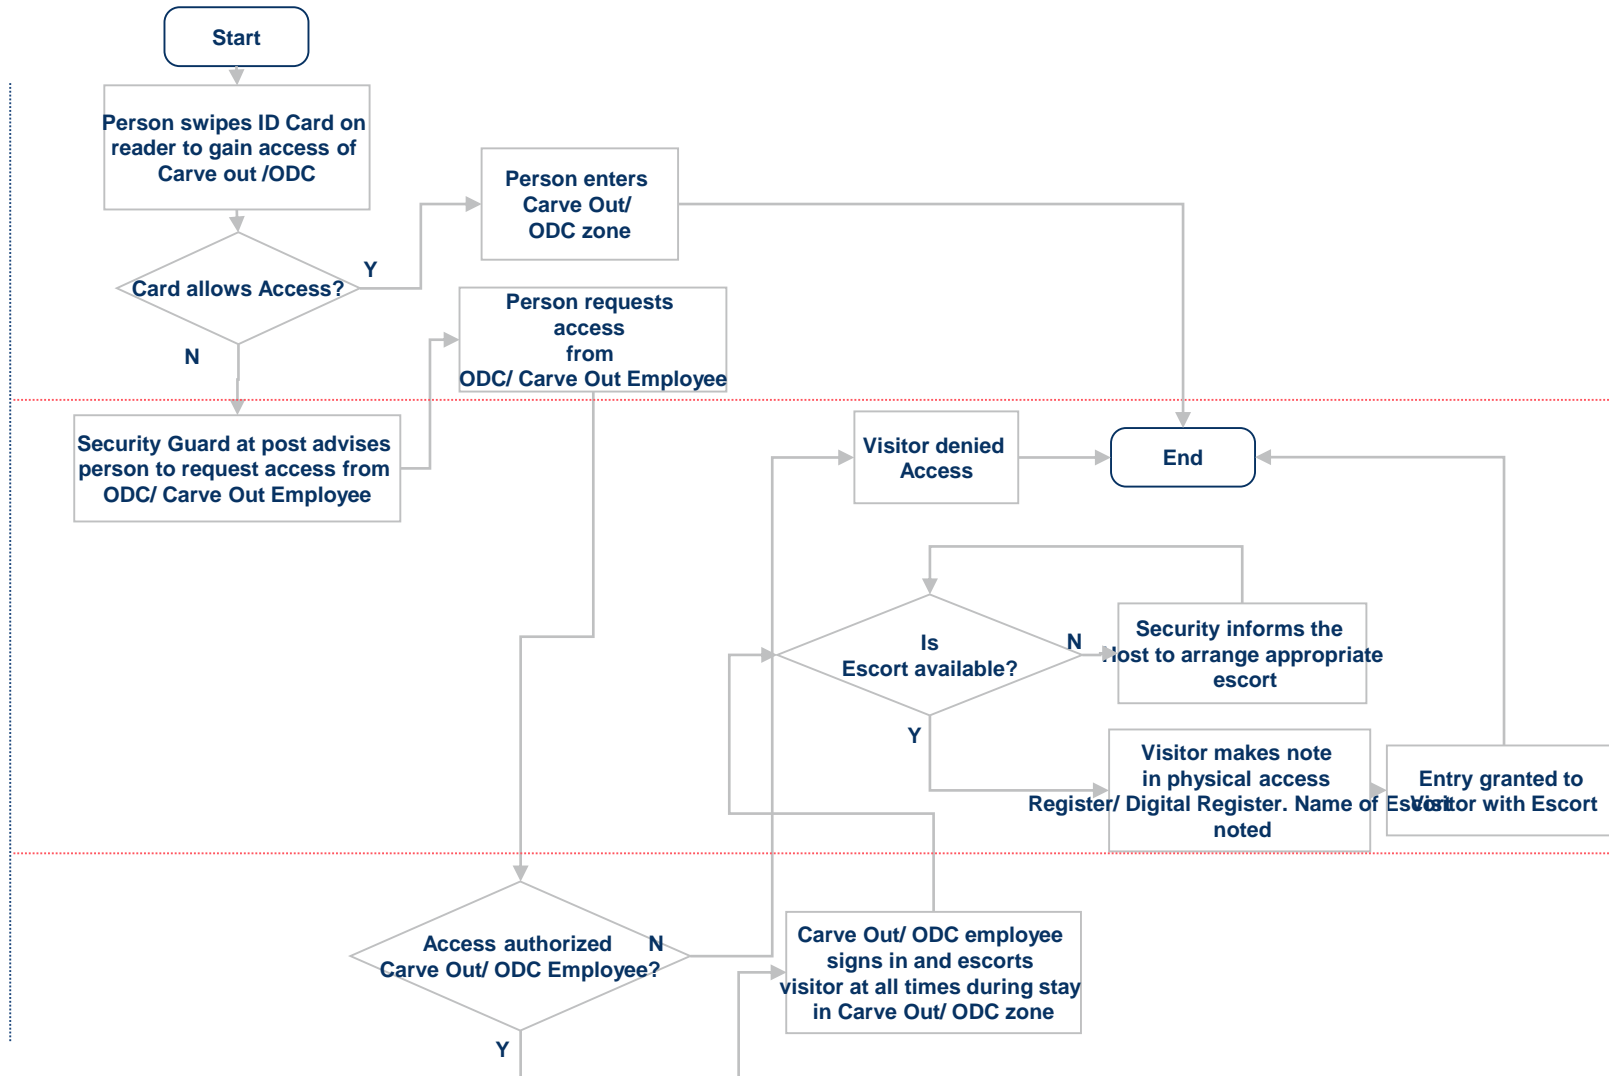 Start
Person swipes ID Card on
reader to gain access of
Carve out /ODC
Person enters
Carve Out/
ODC zone
Y
Card allows Access?
Person requests
access
from
ODC/ Carve Out Employee
N
Security Guard at post advises
person to request access from
ODC/ Carve Out Employee
Visitor denied
Access
End
Is
Escort available?
N
Security informs the
Host to arrange appropriate
escort
Y
Visitor makes note
in physical access
Register/ Digital Register. Name of Escort
noted
Entry granted to
Visitor with Escort
Access authorized
Carve Out/ ODC Employee?
N
Carve Out/ ODC employee
signs in and escorts
visitor at all times during stay
in Carve Out/ ODC zone
Y